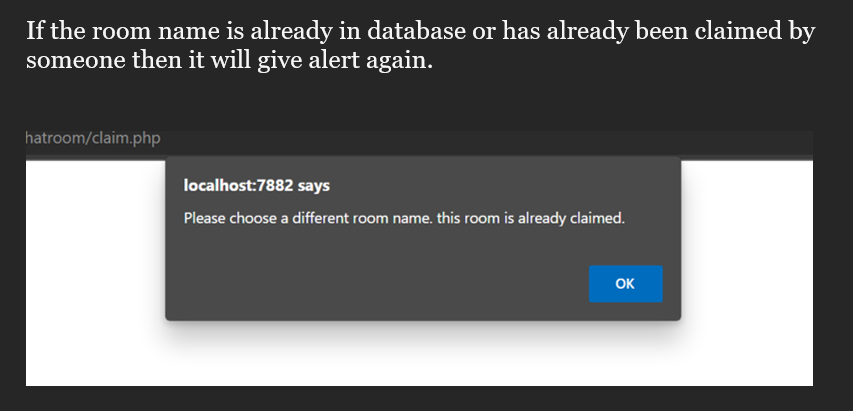 If the room name is already in database or has already been claimed by
someone then it will give alert again.
hatroom/claim.php
localhost:7882 says
Please choose a different room name. this room is already claimed.
OK